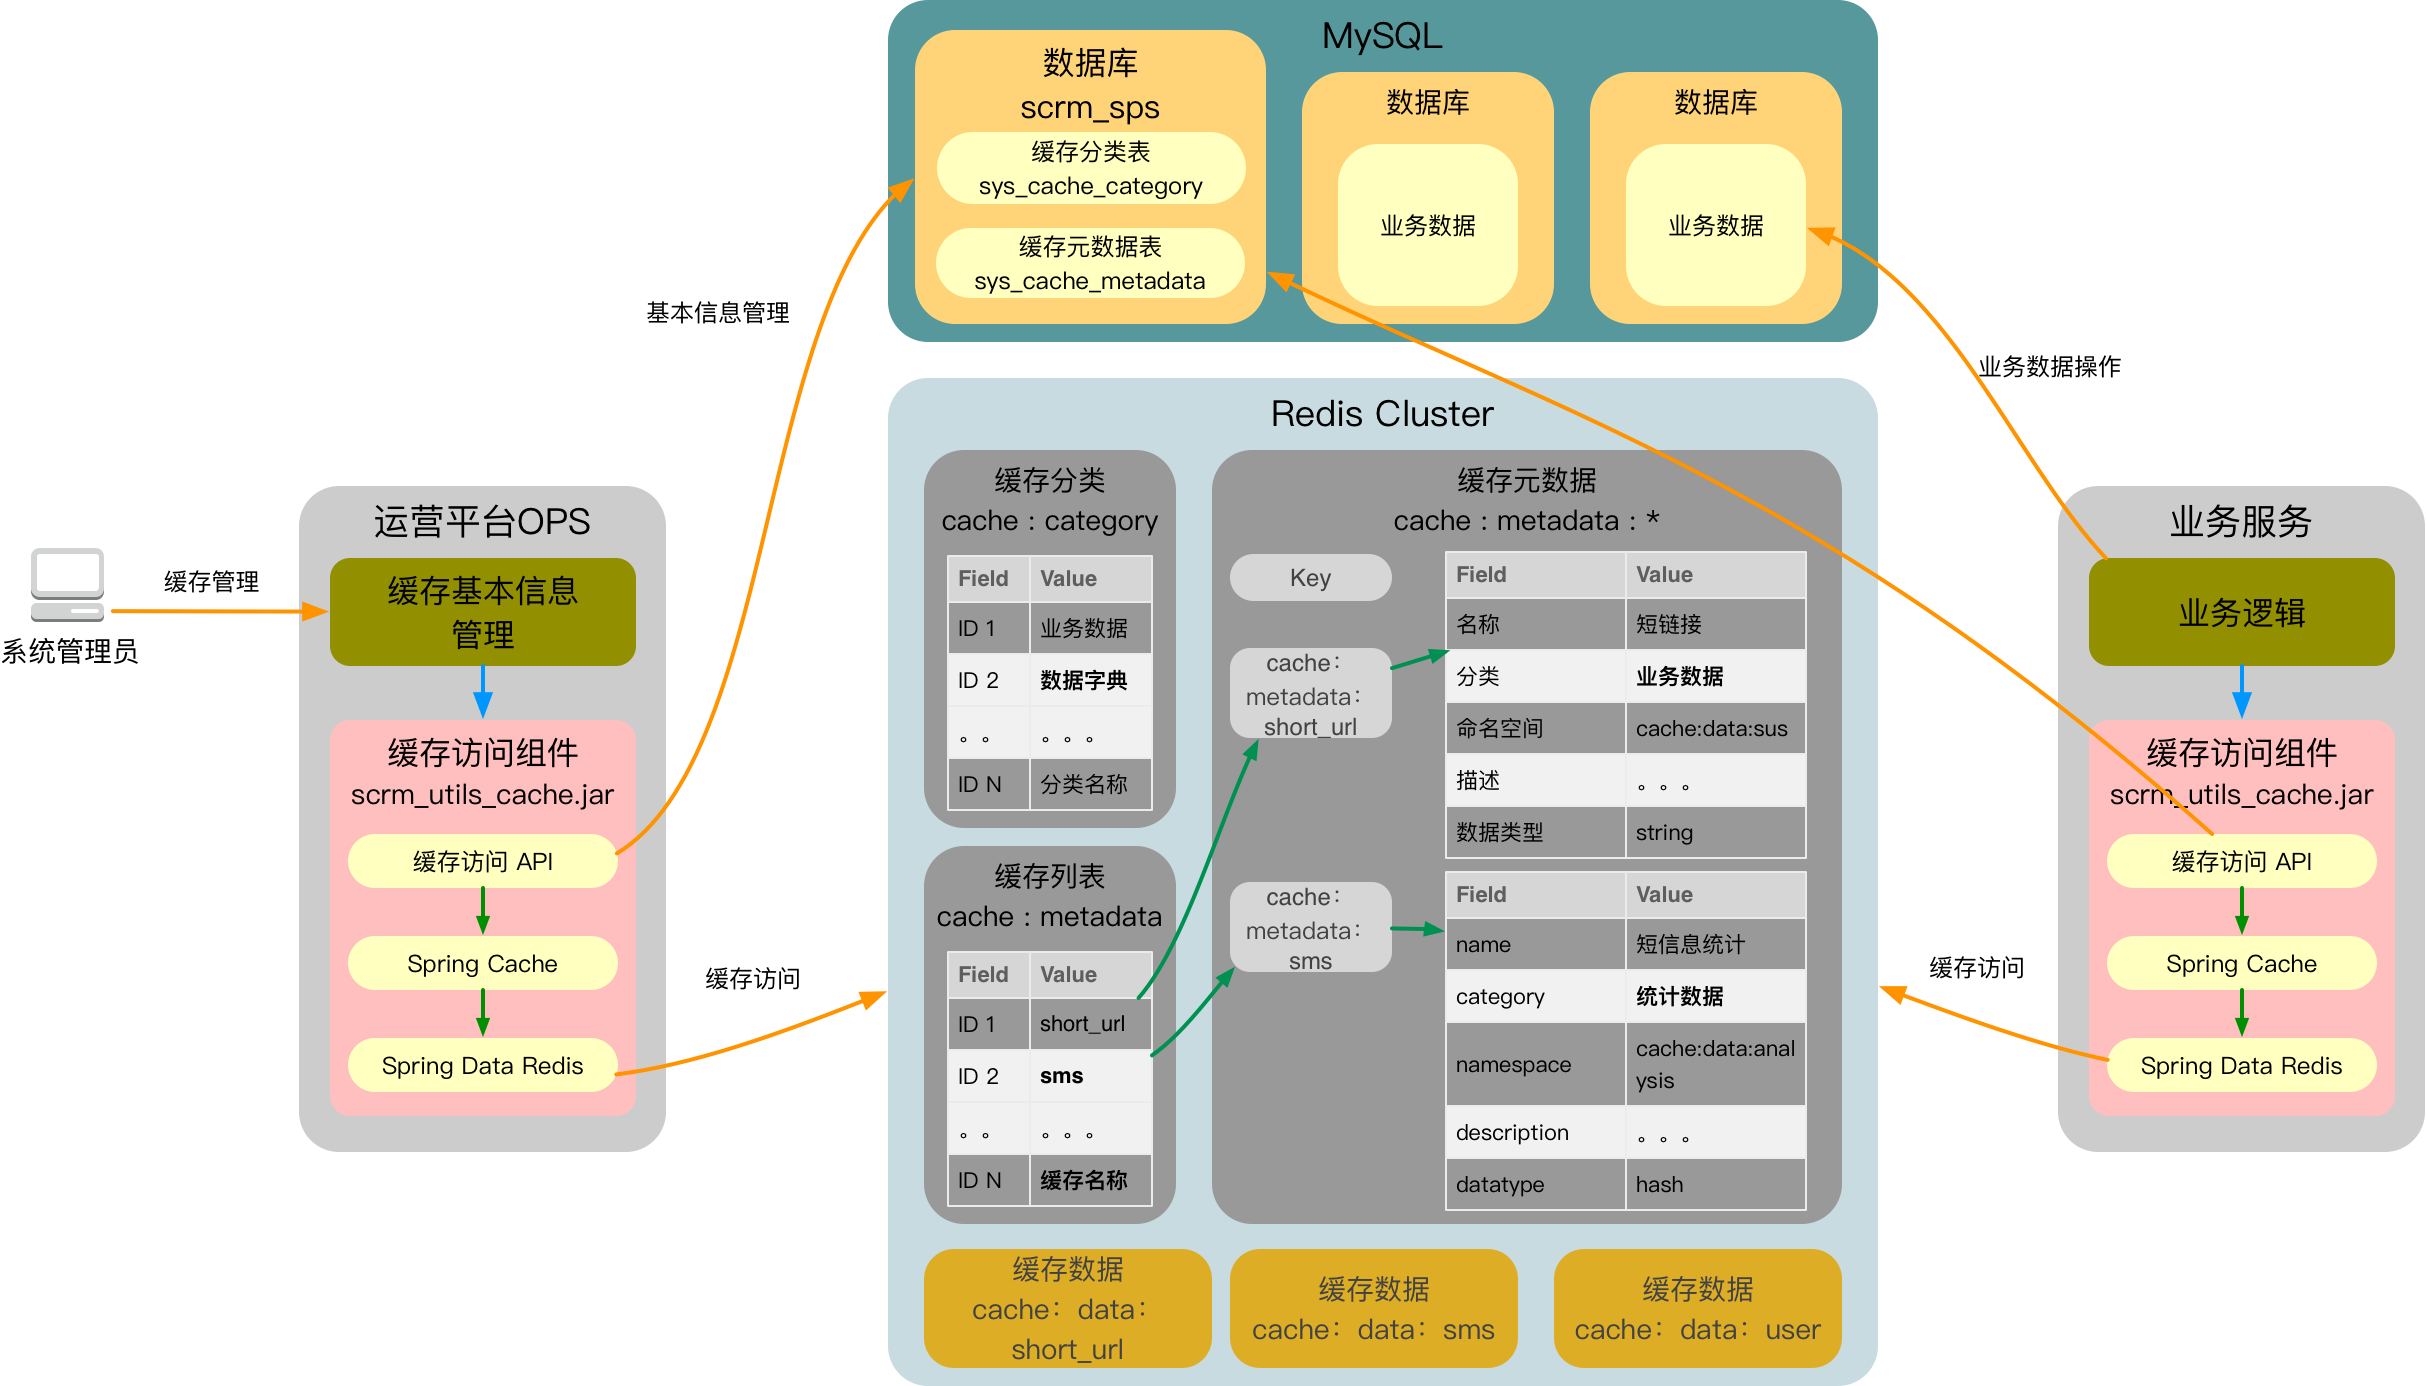 MySQL
数据库
scrm_sps
缓存分类表
sys_cache_category
缓存元数据表
sys_cache_metadata
数据库
业务数据
数据库
业务数据
基本信息管理
业务数据操作
系统管理员
缓存管理
运营平台OPS
缓存基本信息
管理
缓存访问组件
scrm_utils_cache.jar
缓存访问 API
Spring Cache
Spring Data Redis
缓存访问
Redis Cluster
缓存分类
cache : category
Field Value
ID 1 业务数据
ID 2 数据字典
。。 。。。
ID N 分类名称
缓存列表
cache : metadata
Field Value
ID 1 short_url
ID 2 sms
。。 。。。
ID N 缓存名称
缓存元数据
cache : metadata : *
Key
cache：
metadata：
short_url
Field Value
名称 短链接
分类 业务数据
命名空间 cache:data:sus
描述 。。。
数据类型 string
cache：
metadata：
sms
Field Value
name 短信息统计
category 统计数据
namespace cache:data:anal
ysis
description 。。。
datatype hash
缓存数据
cache：data：
short_url
缓存数据
cache：data：sms
缓存数据
cache：data：user
缓存访问
业务服务
业务逻辑
缓存访问组件
scrm_utils_cache.jar
缓存访问 API
Spring Cache
Spring Data Redis